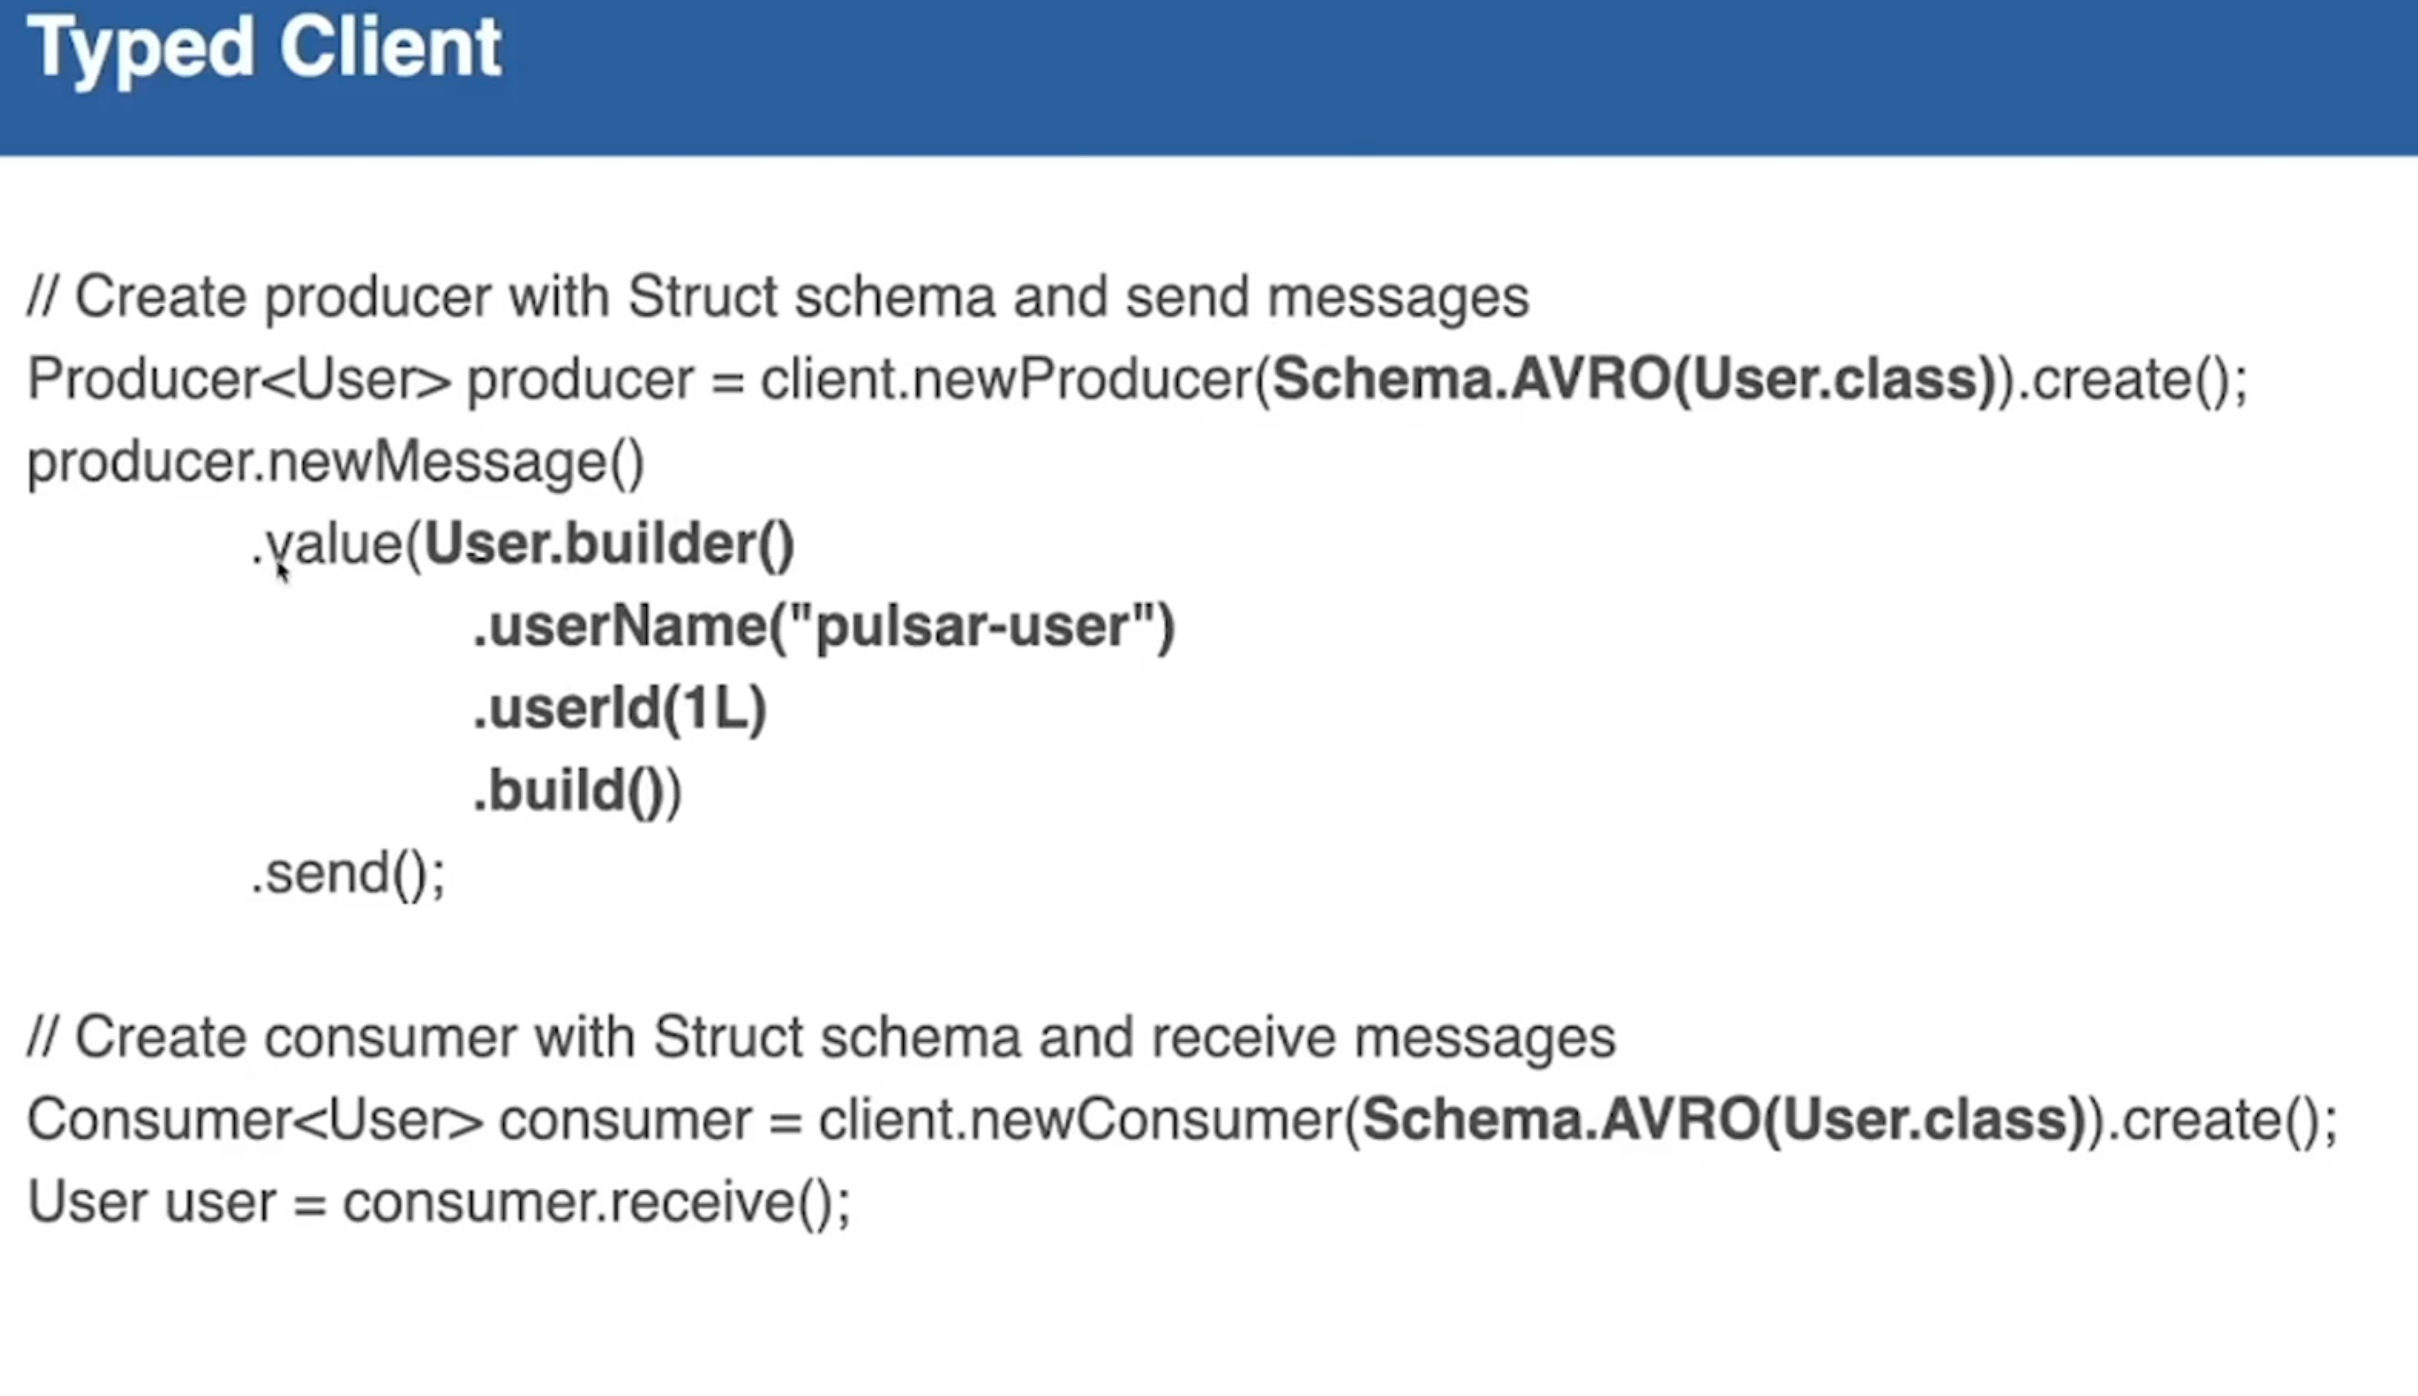 Typed Client
// Create producer with Struct schema and send messages
Producer<User> producer = client.newProducer(Schema.AVRO(User.class)).create();
producer.newMessage()
.value(User.builder()
.userName("pulsar-user")
.userId(1L)
.build())
.send();
// Create consumer with Struct schema and receive messages
Consumer<User> consumer = client.newConsumer(Schema.AVRO(User.class)).create();
User user = consumer.receive();